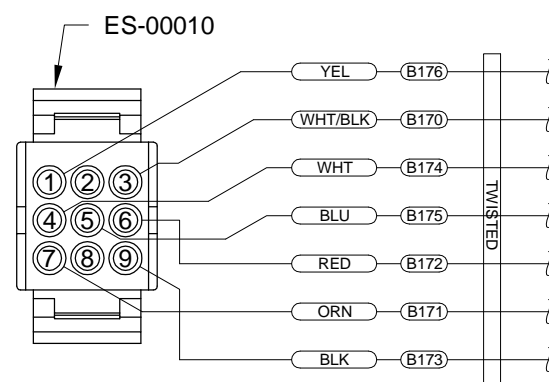 ES-00010
YEL B176
WHT/BLK B170
1 2 3
WHT B174
4 5 6
BLU B175
TWISTED
7 8 9
RED B172
ORN B171
BLK B173